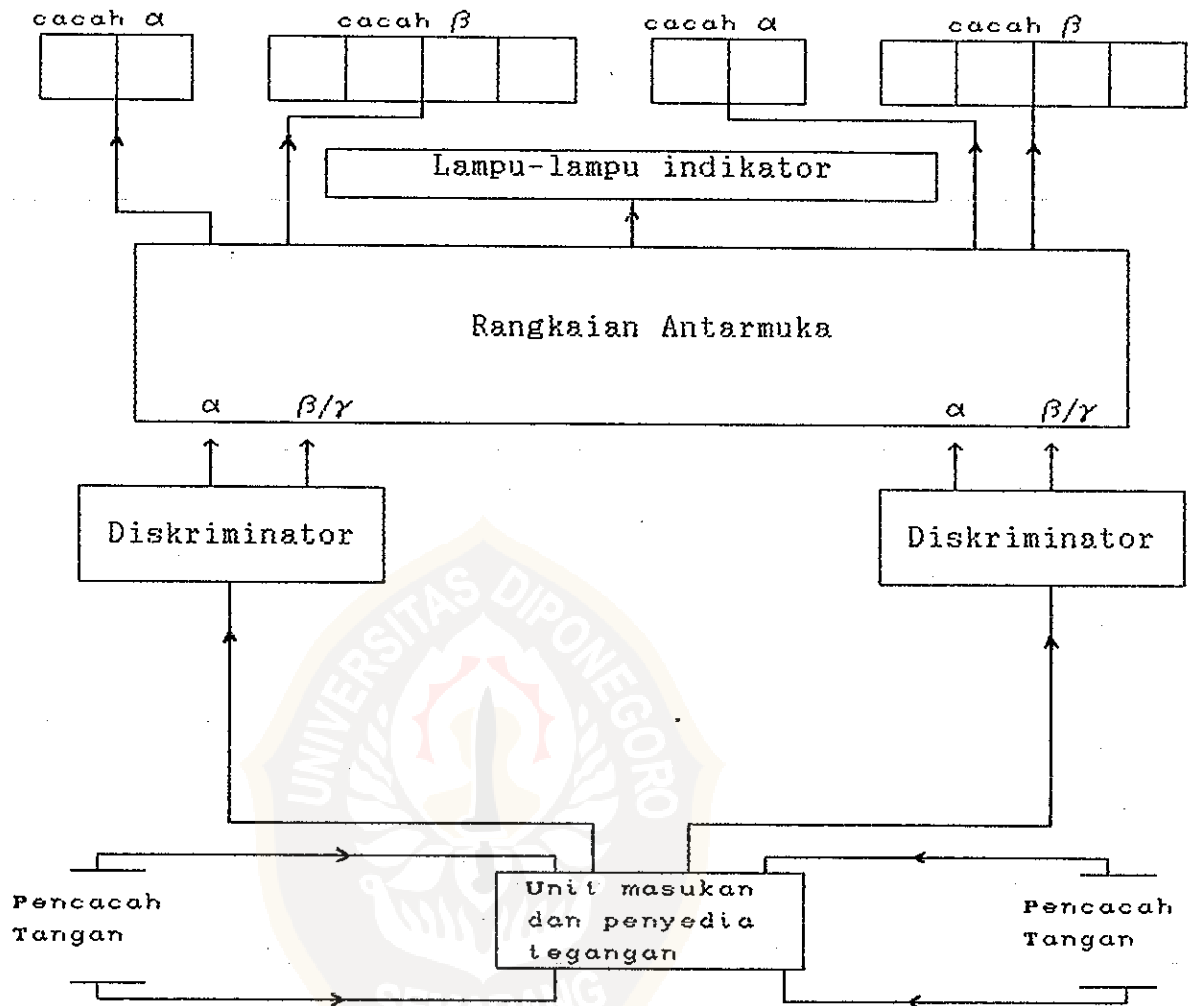 cacah α
cacah β
cacah α
cacah β
Lampu-lampu indikator
Rangkaian Antarmuka
α
β/γ
α
β/γ
Diskriminator
Diskriminator
UNIVERSITAS DIPONEGORO
Pencacah
Tangan
Unit masukan
dan penyedia
tegangan
Pencacah
Tangan
SEMARANG